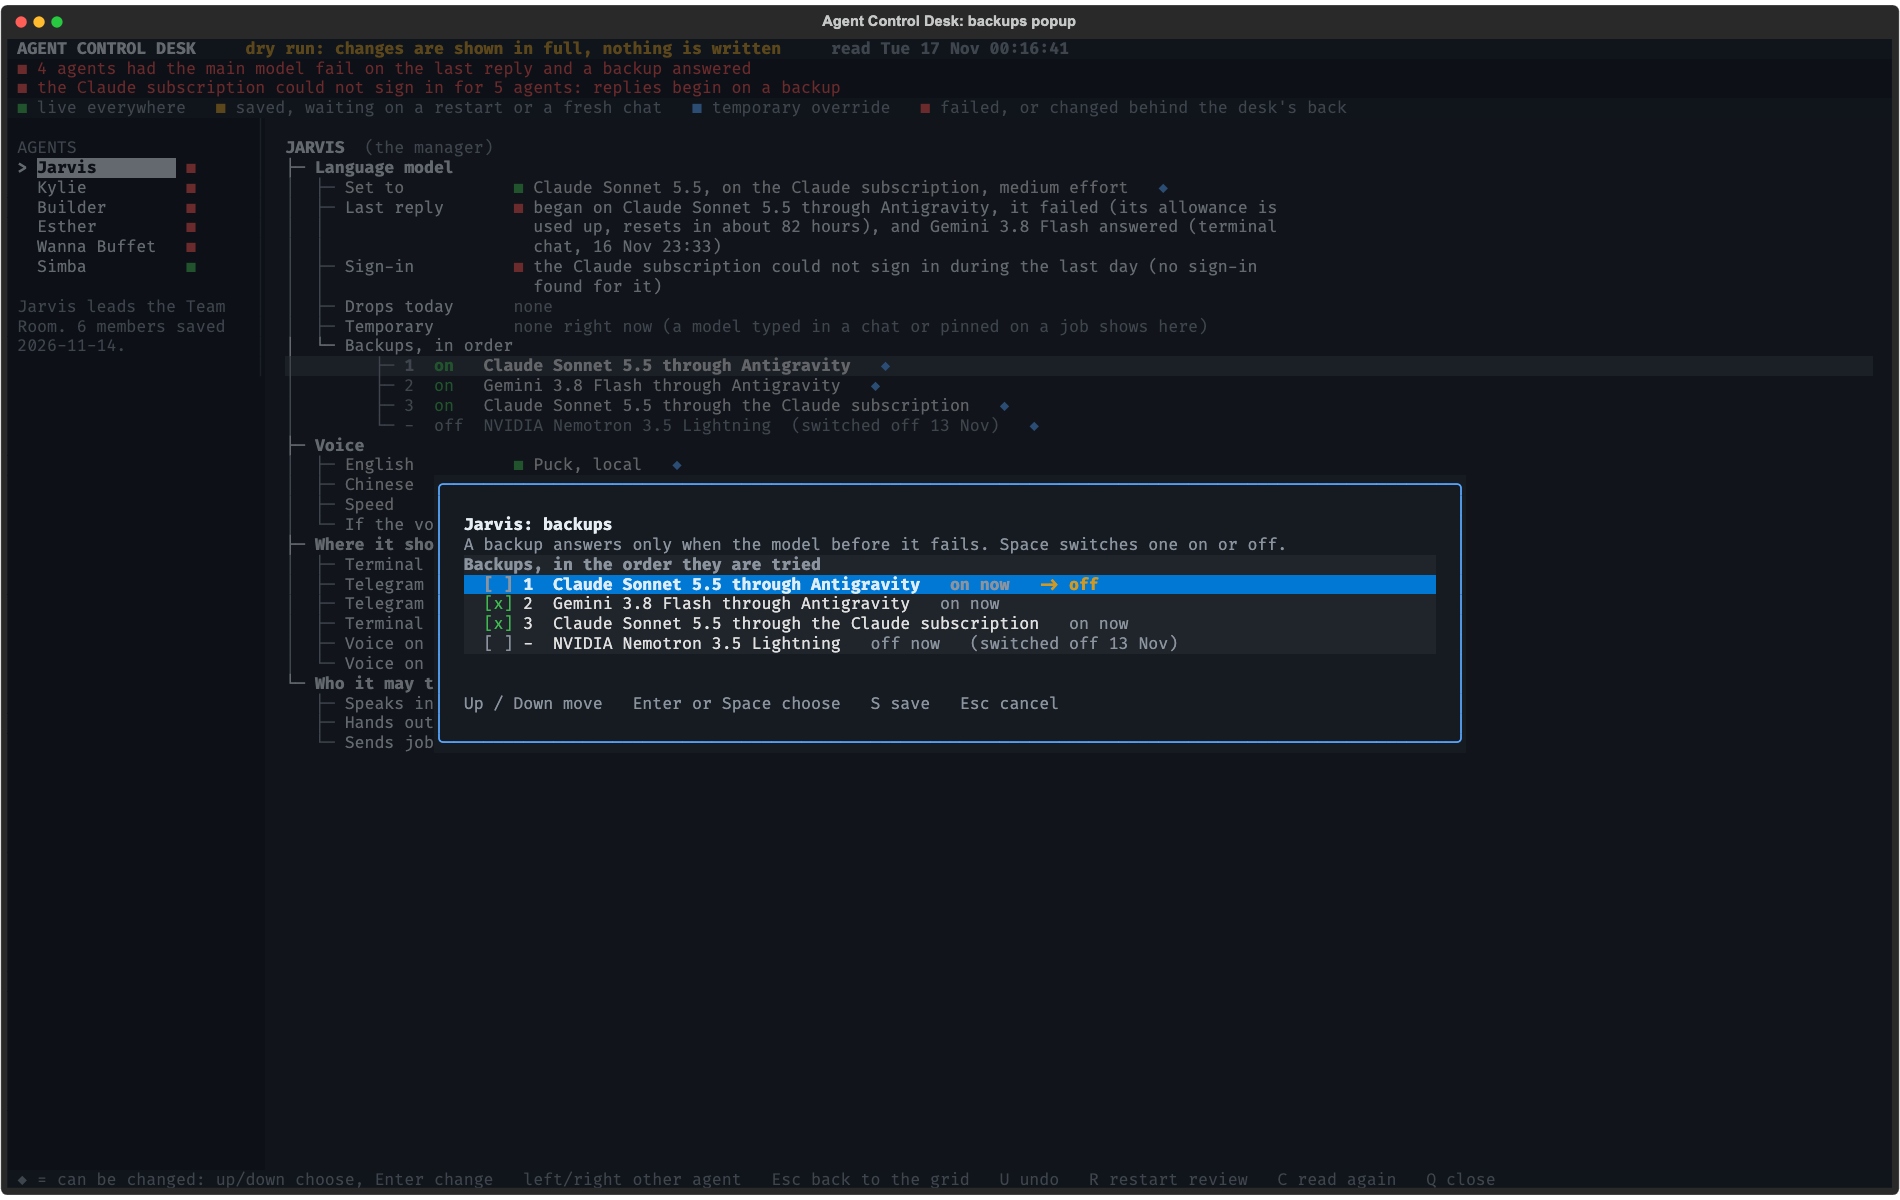 Agent Control Desk: backups popup
AGENT CONTROL DESK     dry run: changes are shown in full, nothing is written     read Tue 17 Nov 00:16:41
■ 4 agents had the main model fail on the last reply and a backup answered
■ the Claude subscription could not sign in for 5 agents: replies begin on a backup
■ live everywhere   ■ saved, waiting on a restart or a fresh chat   ■ temporary override   ■ failed, or changed behind the desk's back
AGENTS
> Jarvis ■
Kylie ■
Builder ■
Esther ■
Wanna Buffet ■
Simba ■
Jarvis leads the Team
Room. 6 members saved
2026-11-14.
JARVIS  (the manager)
Language model
Set to ■ Claude Sonnet 5.5, on the Claude subscription, medium effort ◆
Last reply ■ began on Claude Sonnet 5.5 through Antigravity, it failed (its allowance is
used up, resets in about 82 hours), and Gemini 3.8 Flash answered (terminal
chat, 16 Nov 23:33)
Sign-in ■ the Claude subscription could not sign in during the last day (no sign-in
found for it)
Drops today none
Temporary none right now (a model typed in a chat or pinned on a job shows here)
Backups, in order
1 on Claude Sonnet 5.5 through Antigravity ◆
2 on Gemini 3.8 Flash through Antigravity ◆
3 on Claude Sonnet 5.5 through the Claude subscription ◆
- off NVIDIA Nemotron 3.5 Lightning (switched off 13 Nov) ◆
Voice
English ■ Puck, local ◆
Chinese
Speed
If the vo
Where it sho
Terminal
Telegram
Telegram
Terminal
Voice on
Voice on
Who it may t
Speaks in
Hands out
Sends job
Jarvis: backups
A backup answers only when the model before it fails. Space switches one on or off.
Backups, in the order they are tried
[ ] 1 Claude Sonnet 5.5 through Antigravity on now → off
[x] 2 Gemini 3.8 Flash through Antigravity on now
[x] 3 Claude Sonnet 5.5 through the Claude subscription on now
[ ] - NVIDIA Nemotron 3.5 Lightning off now (switched off 13 Nov)
Up / Down move   Enter or Space choose   S save   Esc cancel
◆ = can be changed: up/down choose, Enter change   left/right other agent   Esc back to the grid   U undo   R restart review   C read again   Q close